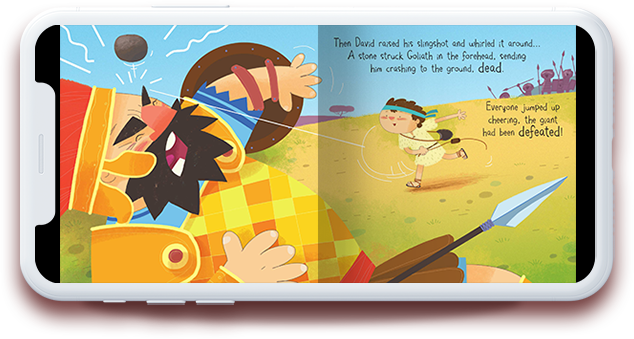 Then David raised his slingshot and whirled it around...
A stone struck Goliath in the forehead, sending
him crashing to the ground, dead.
Everyone jumped up
cheering, the giant
had been defeated!